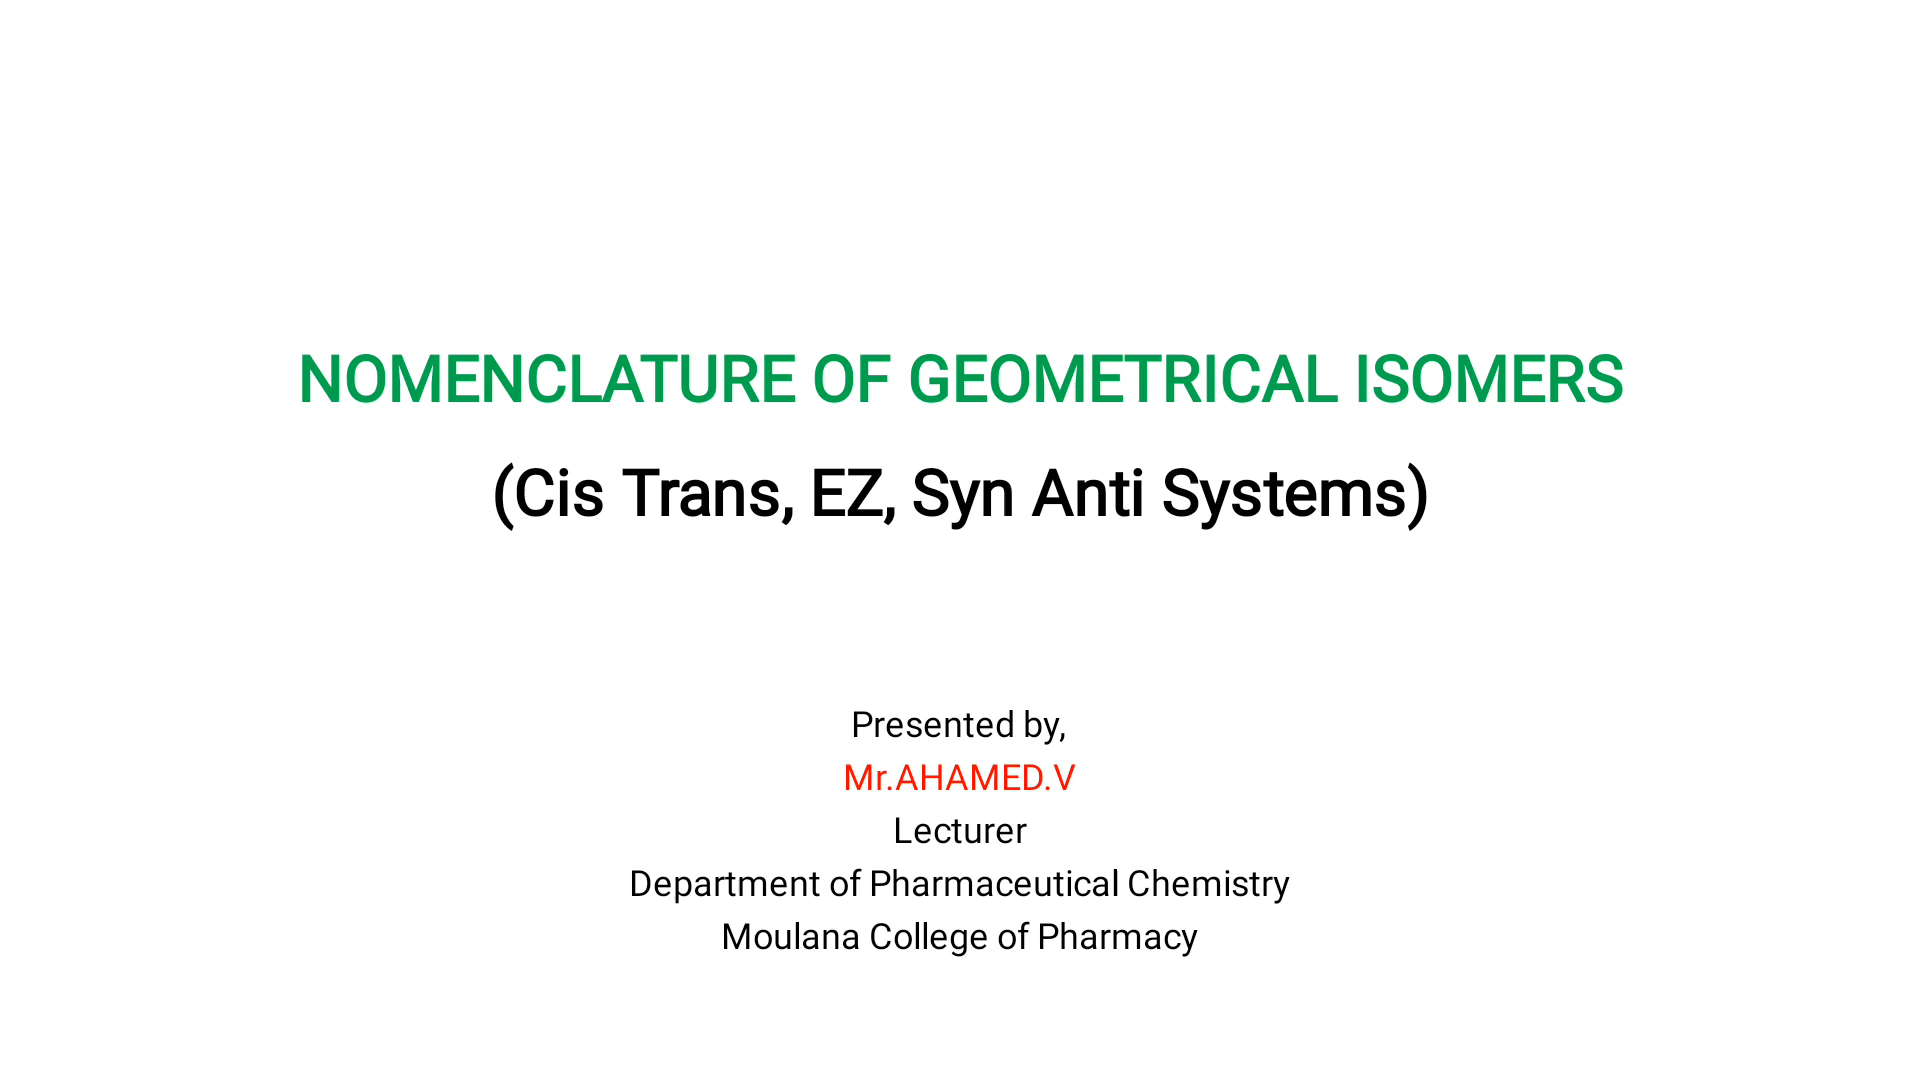 NOMENCLATURE OF GEOMETRICAL ISOMERS
(Cis Trans, EZ, Syn Anti Systems)
Presented by,
Mr.AHAMED.V
Lecturer
Department of Pharmaceutical Chemistry
Moulana College of Pharmacy